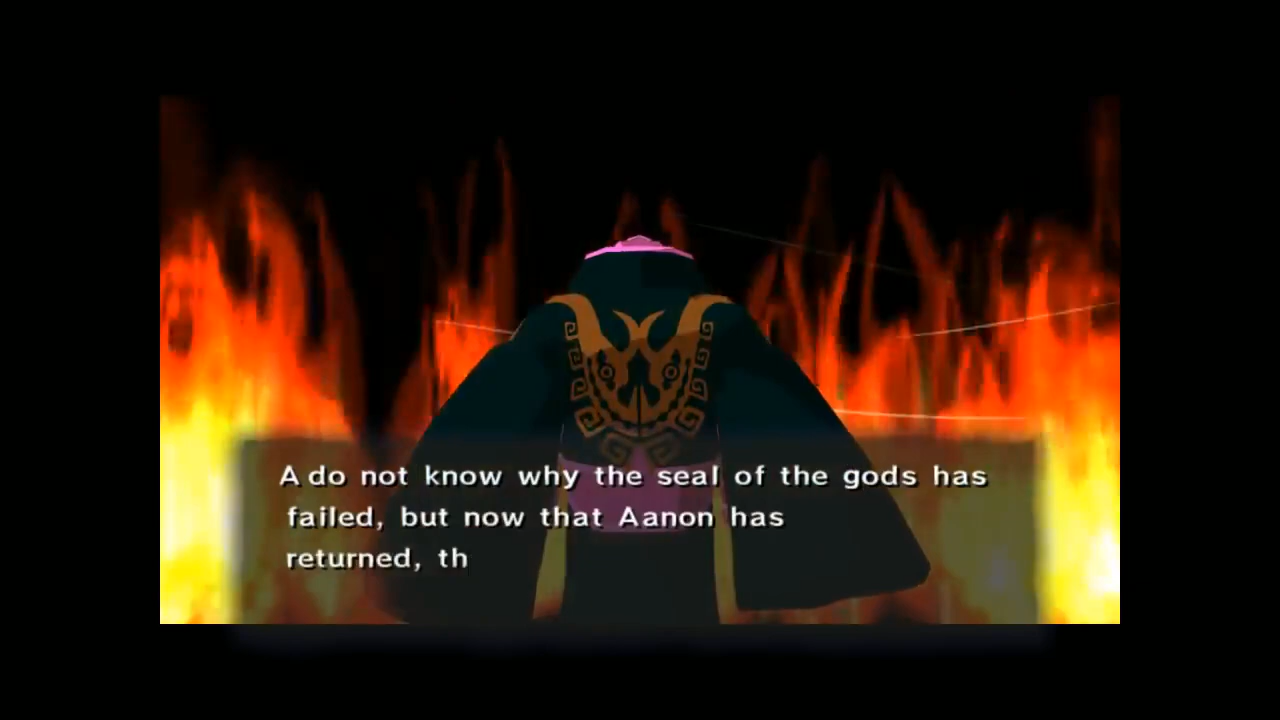 A do not know why the seal of the gods has
failed, but now that Aanon has
returned, th